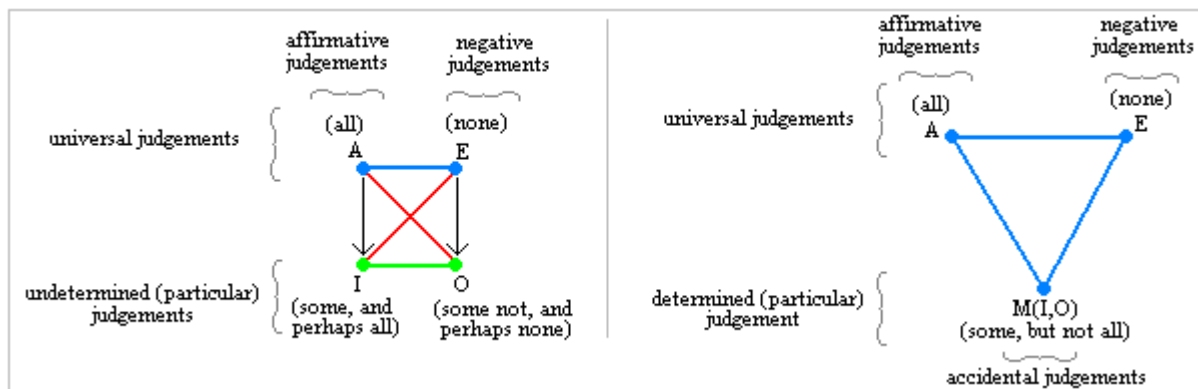 affirmative
judgements
negative
judgements
universal judgements
(all)
A
(none)
E
undetermined (particular)
judgements
I
(some, and
perhaps all)
O
(some not, and
perhaps none)
affirmative
judgements
negative
judgements
universal judgements
(all)
A
(none)
E
determined (particular)
judgement
M(I,O)
(some, but not all)
accidental judgements